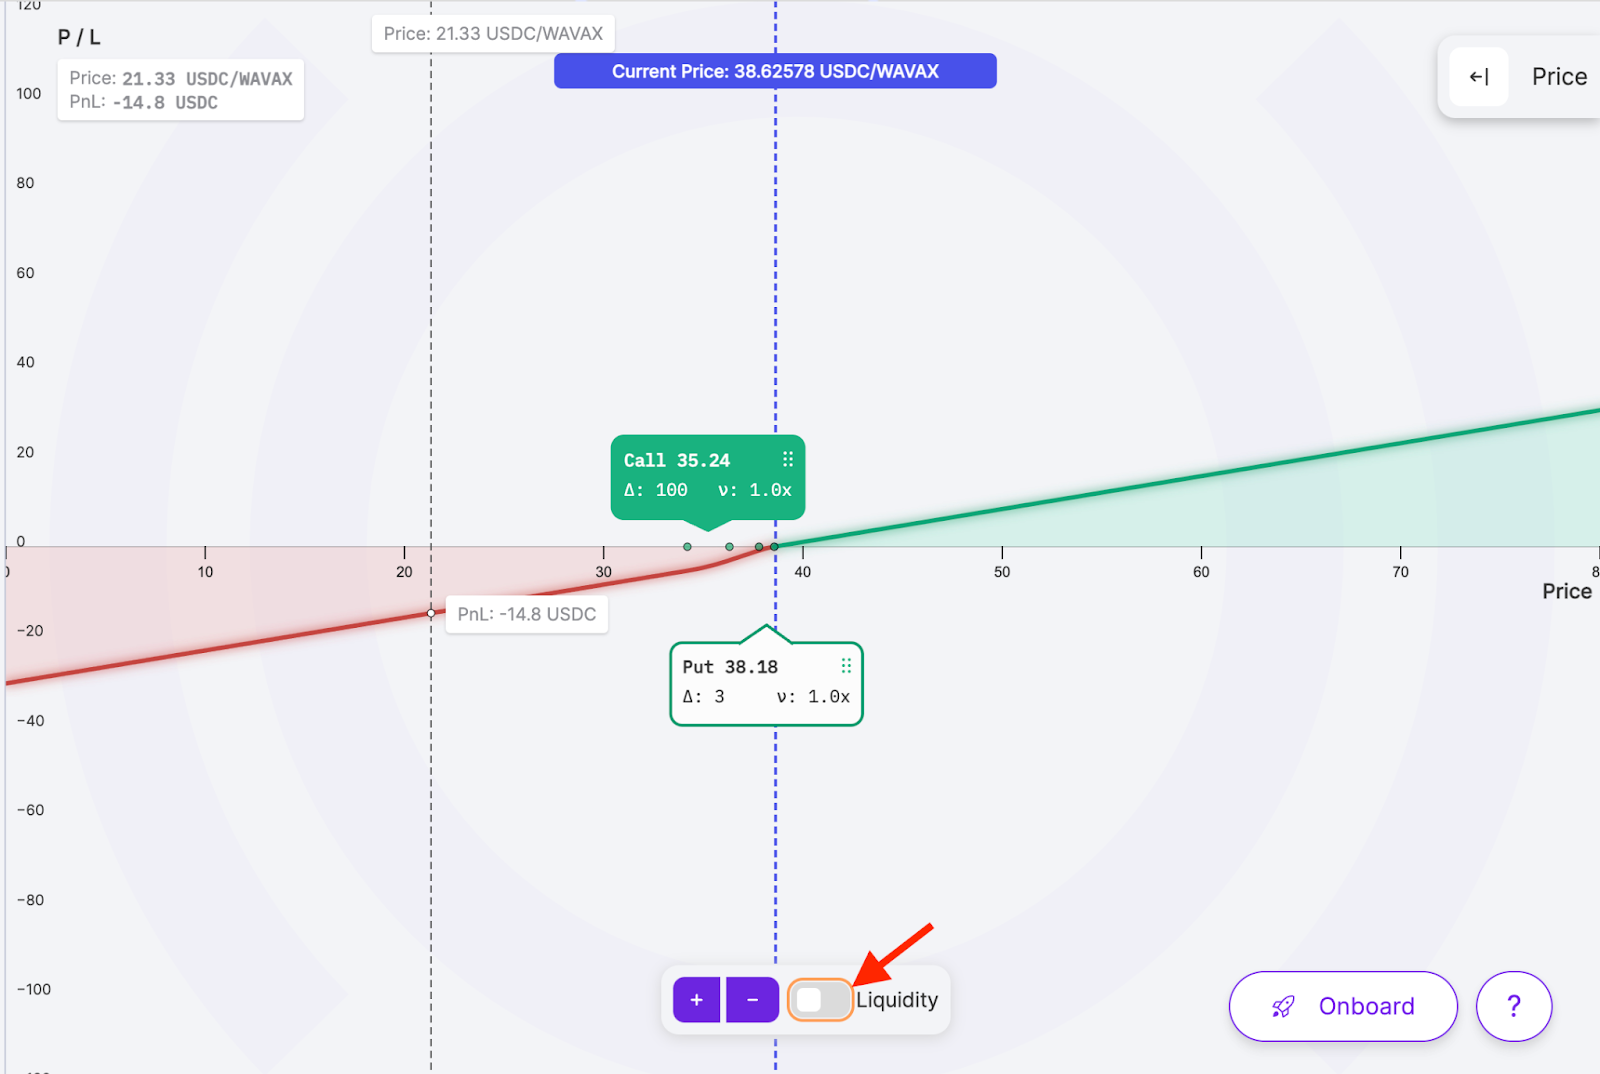 120
P / L
Price: 21.33 USDC/WAVAX
Current Price: 38.62578 USDC/WAVAX
Price
Price: 21.33 USDC/WAVAX
PnL: -14.8 USDC
100
80
60
40
20
0
Call 35.24
Δ: 100 ν: 1.0x
0 10 20 30 40 50 60 70 8
Price
PnL: -14.8 USDC
−20
Put 38.18
Δ: 3 ν: 1.0x
−40
−60
−80
−100
+ − Liquidity
Onboard
?